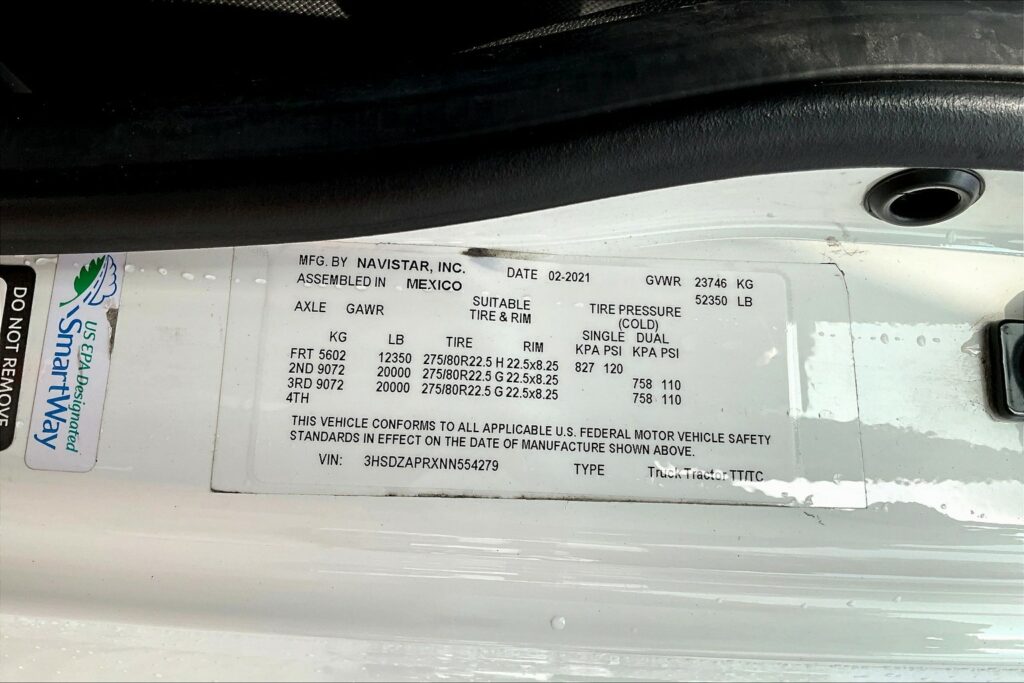 DO NOT REMOVE
US EPA Designated
SmartWay
MFG. BY NAVISTAR, INC. DATE 02-2021 GVWR 23746 KG
ASSEMBLED IN MEXICO 52350 LB
AXLE GAWR SUITABLE TIRE PRESSURE
TIRE & RIM (COLD)
KG LB TIRE RIM SINGLE DUAL
KPA PSI KPA PSI
FRT 5602 12350 275/80R22.5 H 22.5x8.25 827 120
2ND 9072 20000 275/80R22.5 G 22.5x8.25 758 110
3RD 9072 20000 275/80R22.5 G 22.5x8.25 758 110
4TH
THIS VEHICLE CONFORMS TO ALL APPLICABLE U.S. FEDERAL MOTOR VEHICLE SAFETY
STANDARDS IN EFFECT ON THE DATE OF MANUFACTURE SHOWN ABOVE.
VIN: 3HSDZAPRXNN554279 TYPE Truck Tractor TT/TC